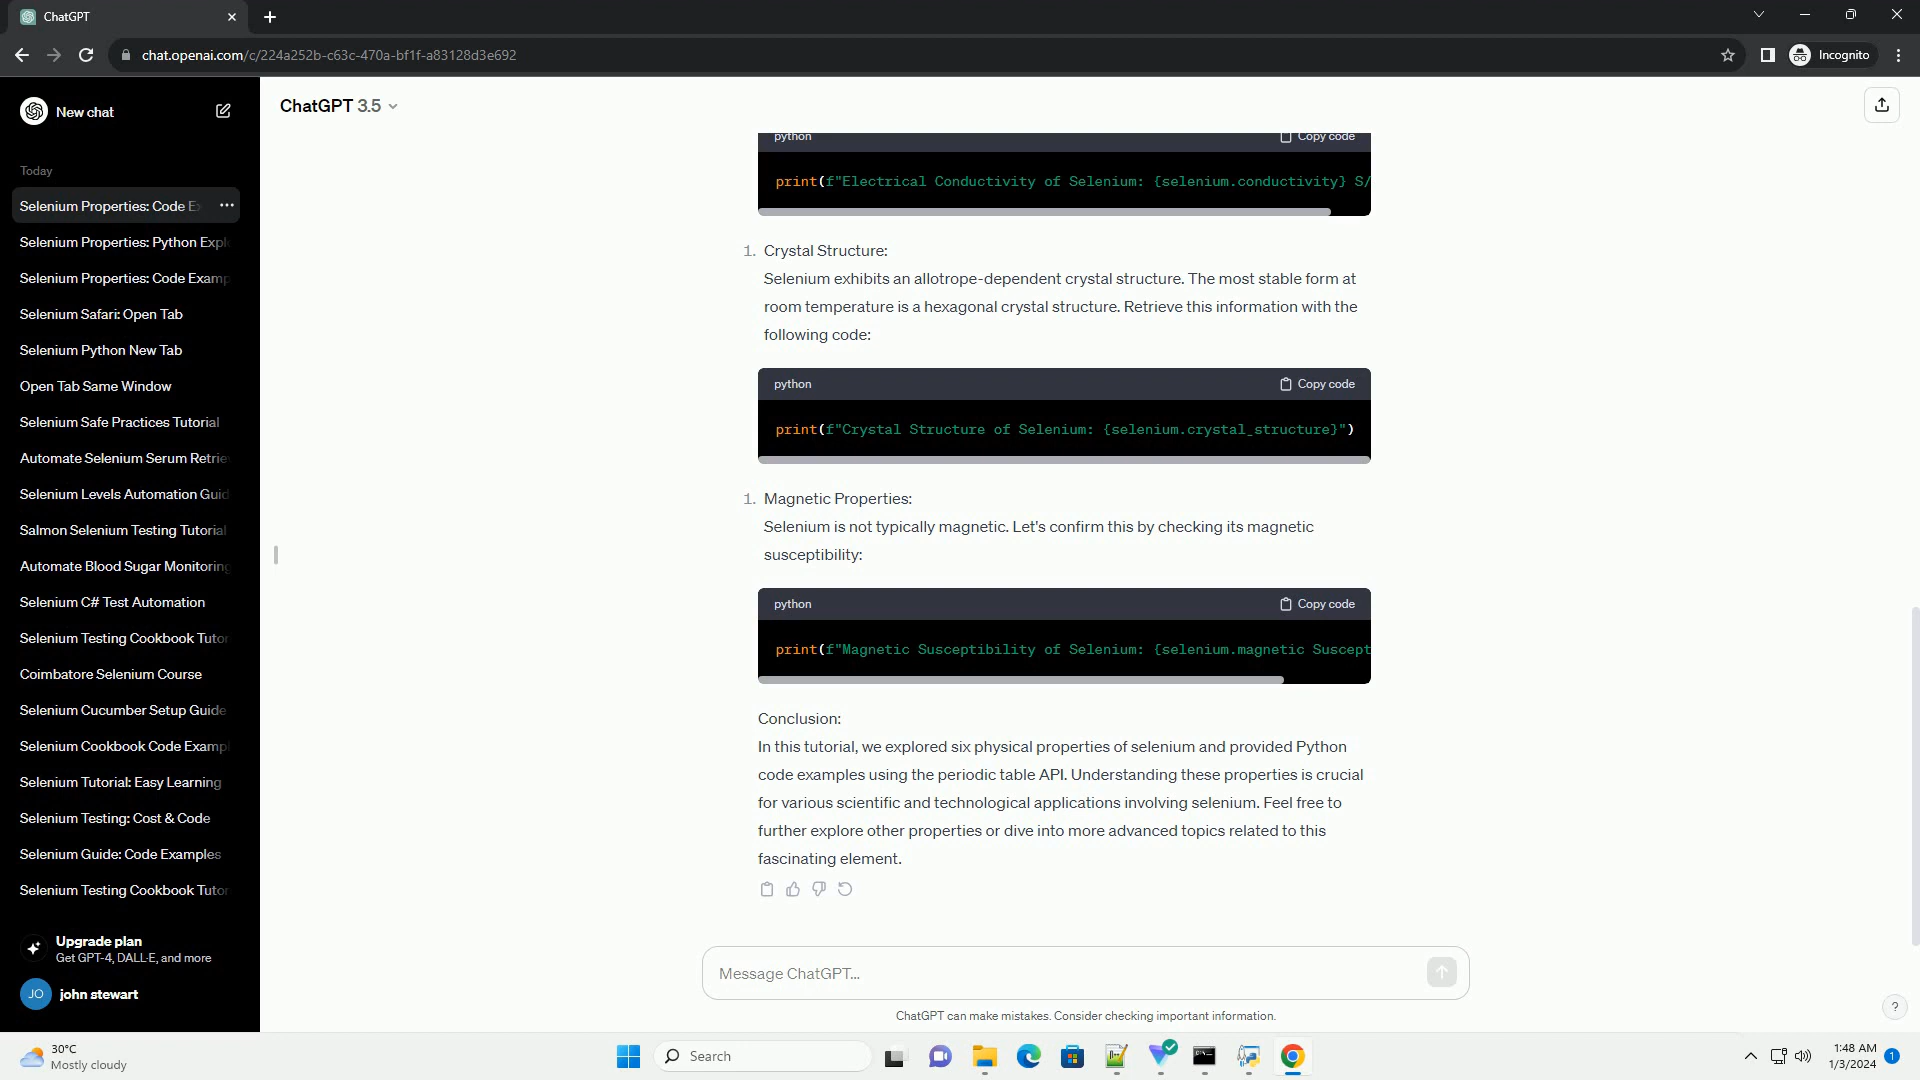 ChatGPT
chat.openai.com/c/224a252b-c63c-470a-bf1f-a83128d3e692
Incognito
New chat
ChatGPT 3.5
Today
Selenium Properties: Code E
Selenium Properties: Python Expl
Selenium Properties: Code Examp
Selenium Safari: Open Tab
Selenium Python New Tab
Open Tab Same Window
Selenium Safe Practices Tutorial
Automate Selenium Serum Retrie
Selenium Levels Automation Guid
Salmon Selenium Testing Tutorial
Automate Blood Sugar Monitoring
Selenium C# Test Automation
Selenium Testing Cookbook Tutor
Coimbatore Selenium Course
Selenium Cucumber Setup Guide
Selenium Cookbook Code Exampl
Selenium Tutorial: Easy Learning
Selenium Testing: Cost & Code
Selenium Guide: Code Examples
Selenium Testing Cookbook Tutor
Upgrade plan
Get GPT-4, DALL·E, and more
JO john stewart
python Copy code
print(f"Electrical Conductivity of Selenium: {selenium.conductivity} S/
1. Crystal Structure:
Selenium exhibits an allotrope-dependent crystal structure. The most stable form at
room temperature is a hexagonal crystal structure. Retrieve this information with the
following code:
python Copy code
print(f"Crystal Structure of Selenium: {selenium.crystal_structure}")
1. Magnetic Properties:
Selenium is not typically magnetic. Let's confirm this by checking its magnetic
susceptibility:
python Copy code
print(f"Magnetic Susceptibility of Selenium: {selenium.magnetic Suscept
Conclusion:
In this tutorial, we explored six physical properties of selenium and provided Python
code examples using the periodic table API. Understanding these properties is crucial
for various scientific and technological applications involving selenium. Feel free to
further explore other properties or dive into more advanced topics related to this
fascinating element.
Message ChatGPT...
ChatGPT can make mistakes. Consider checking important information.
?
30°C
Mostly cloudy
Search
1:48 AM
1/3/2024
1